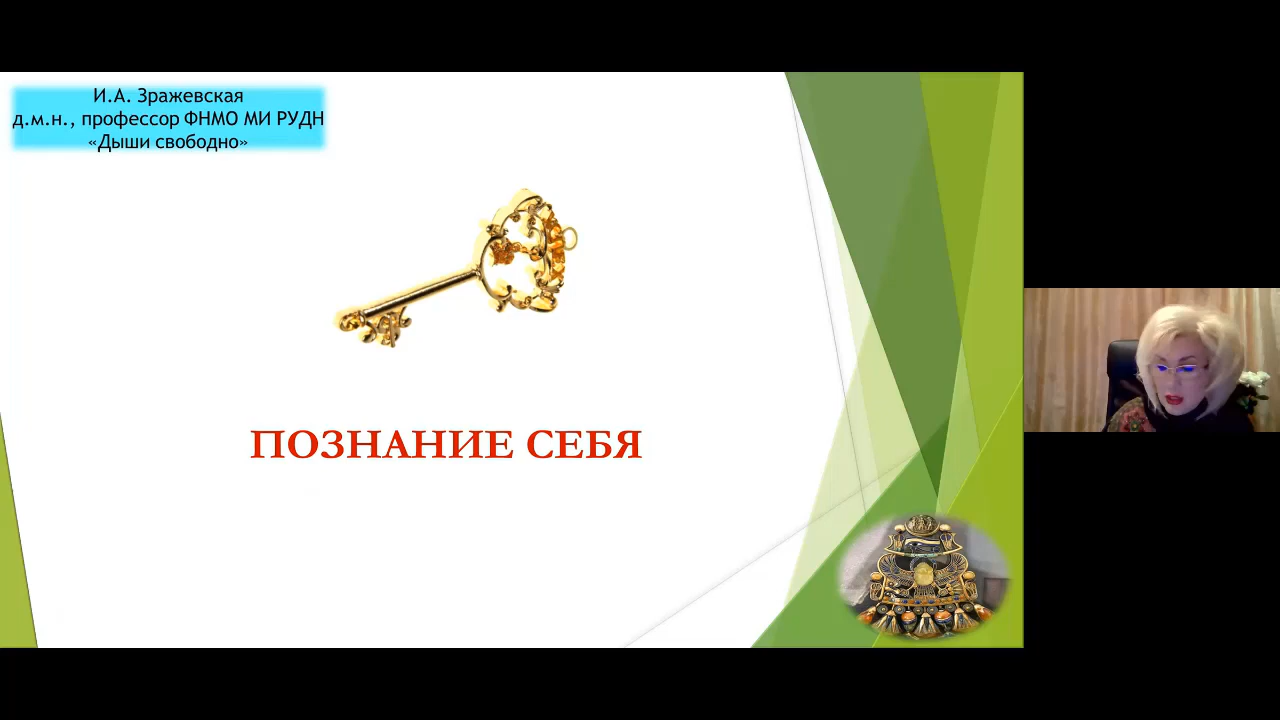 И.А. Зражевская
д.м.н., профессор ФНМО МИ РУДН
«Дыши свободно»
ПОЗНАНИЕ СЕБЯ